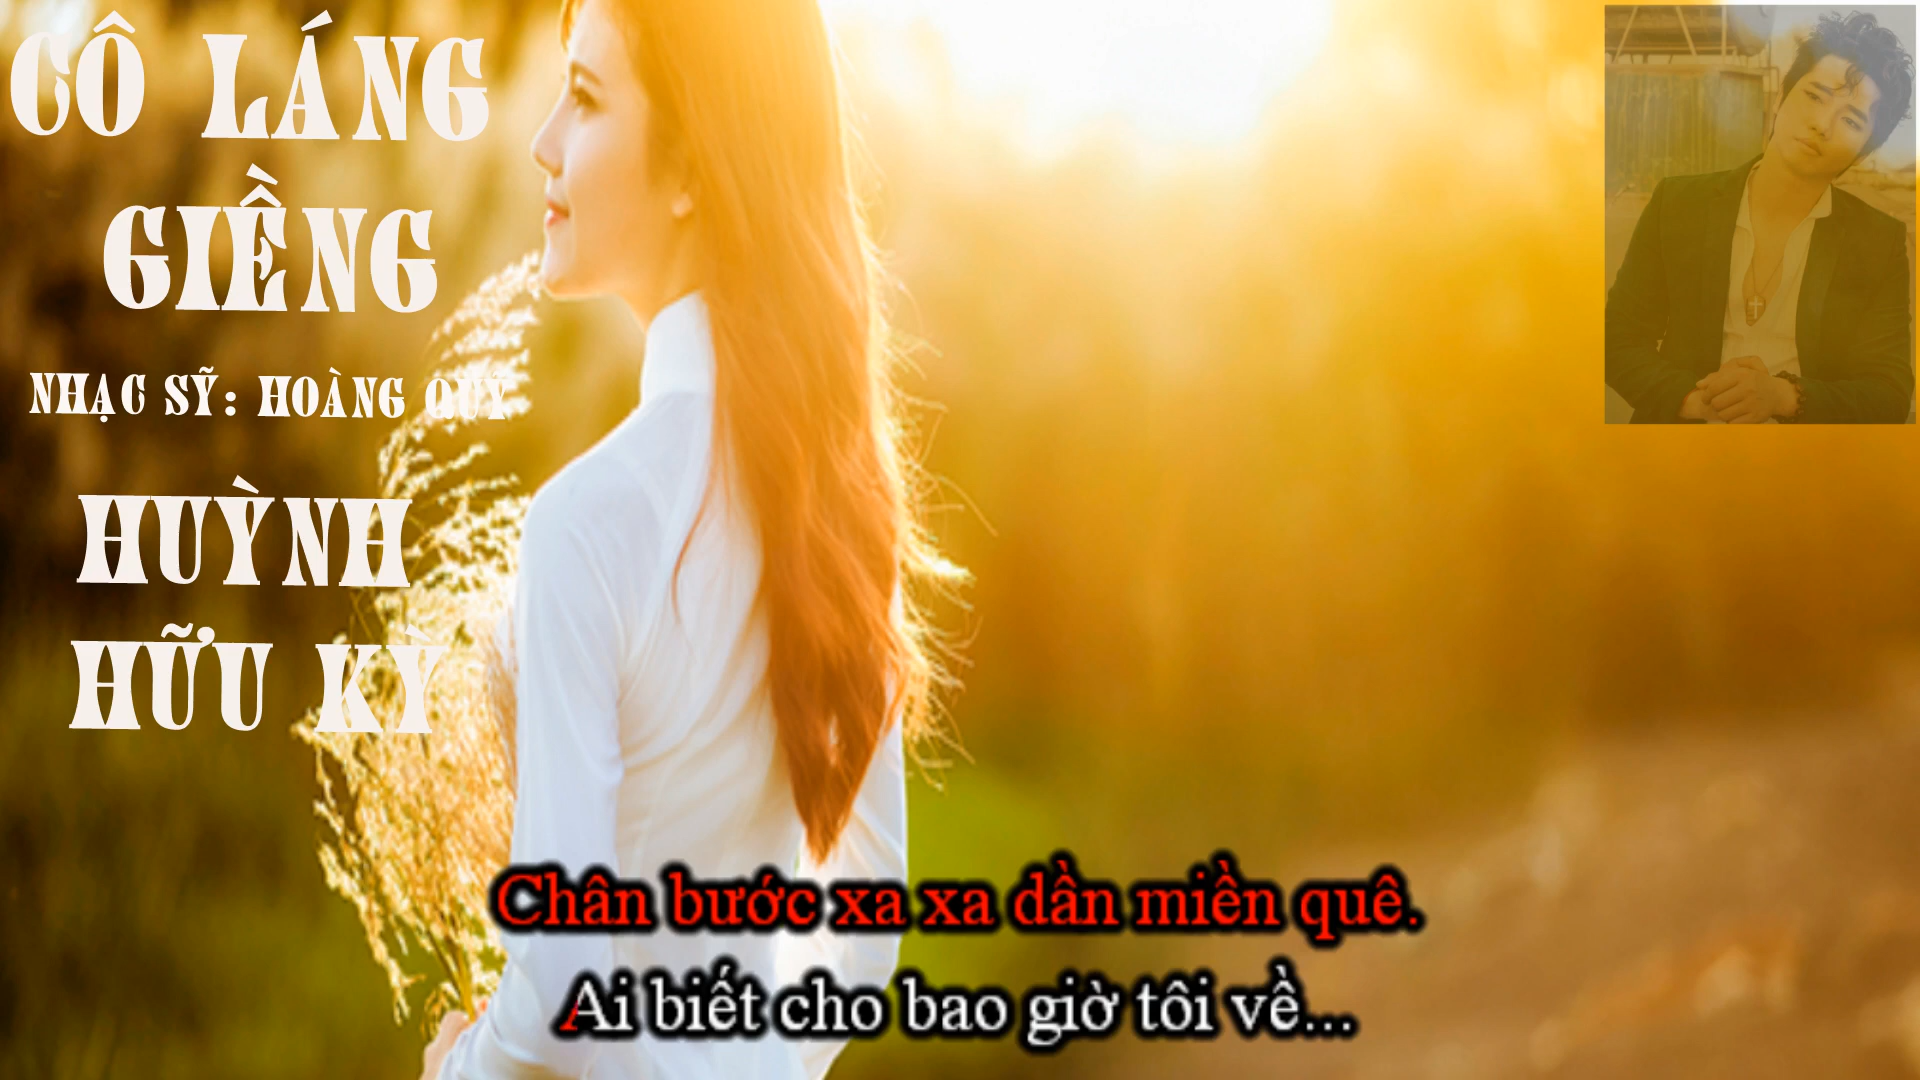 CÔ LÁNG
GIỀNG
NHẠC SỸ: HOÀNG QUÝ
HUỲNH
HỮU KỲ
Chân bước xa xa dần miền quê.
Ai biết cho bao giờ tôi về...